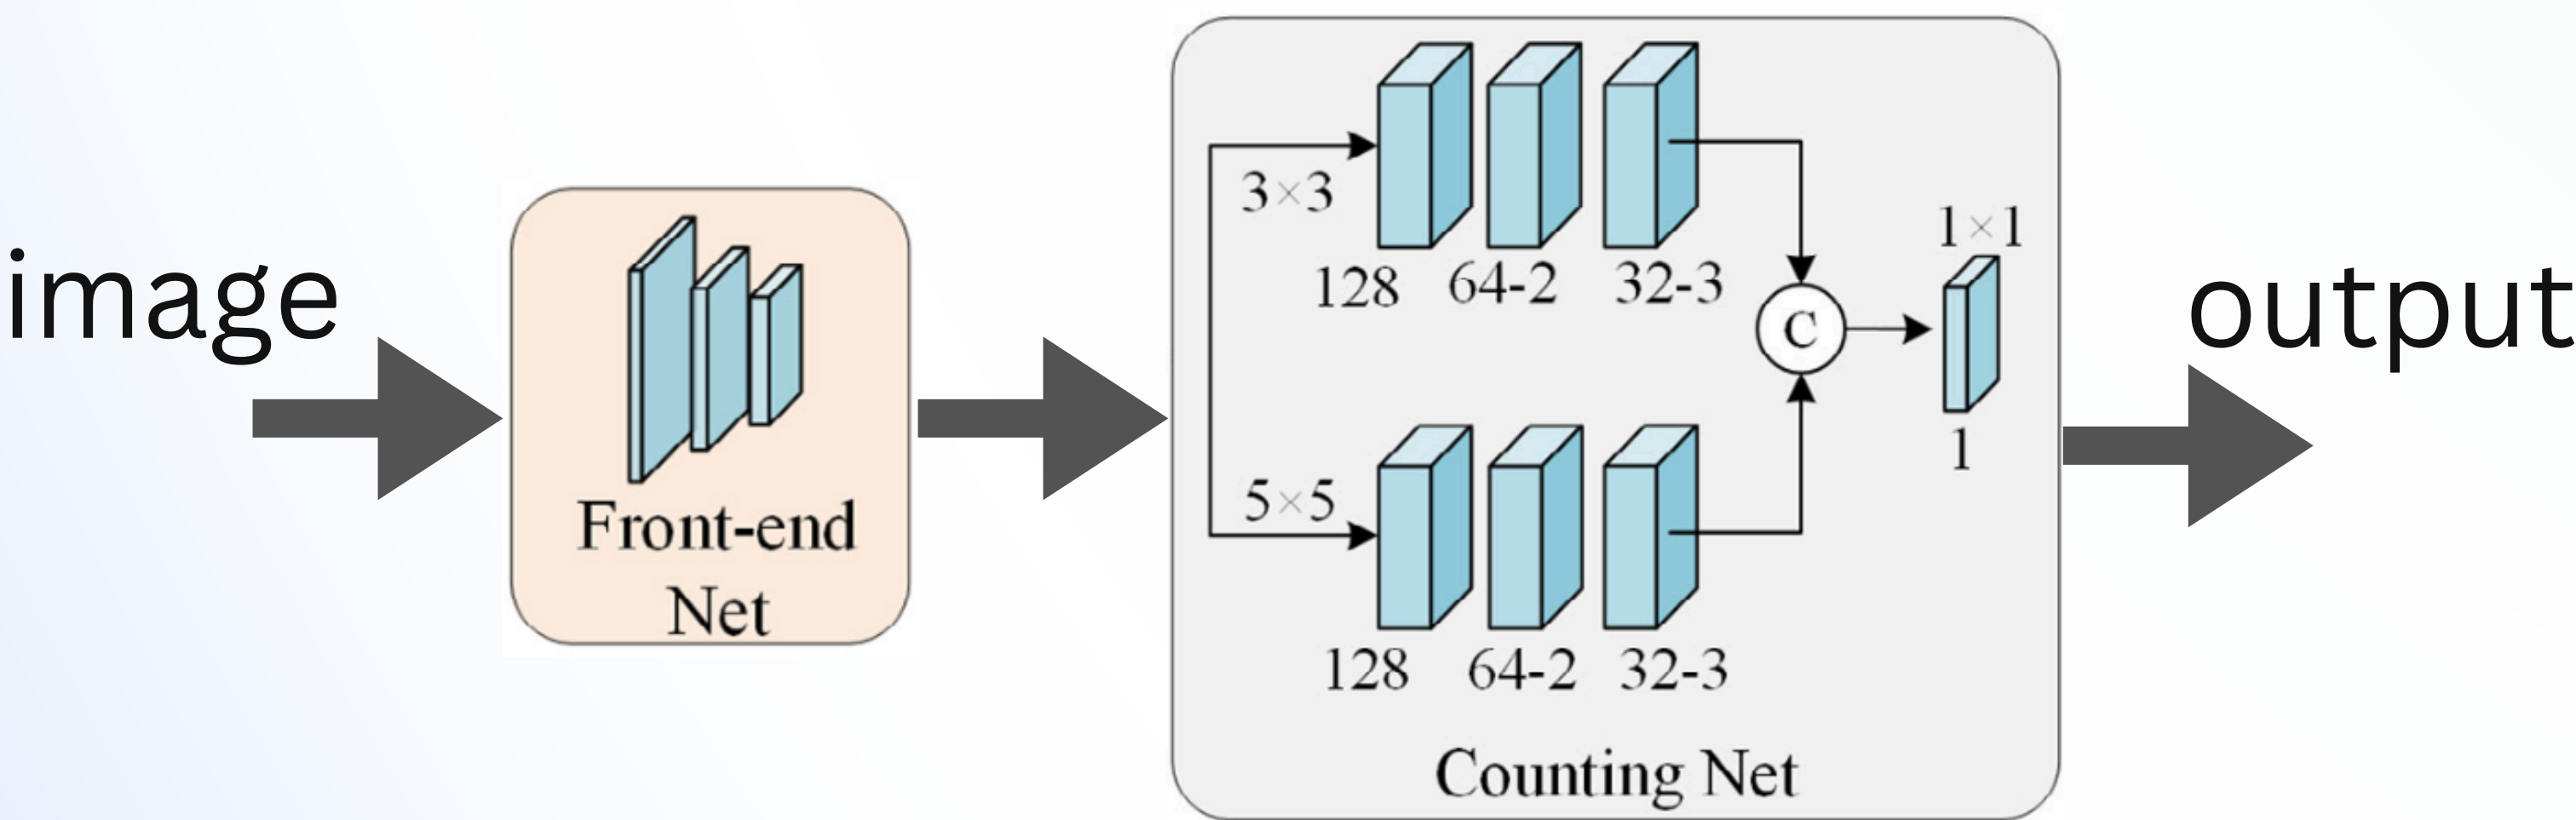 image
Front-end
Net
3×3
128 64-2 32-3
C
1×1
1
5×5
128 64-2 32-3
Counting Net
output